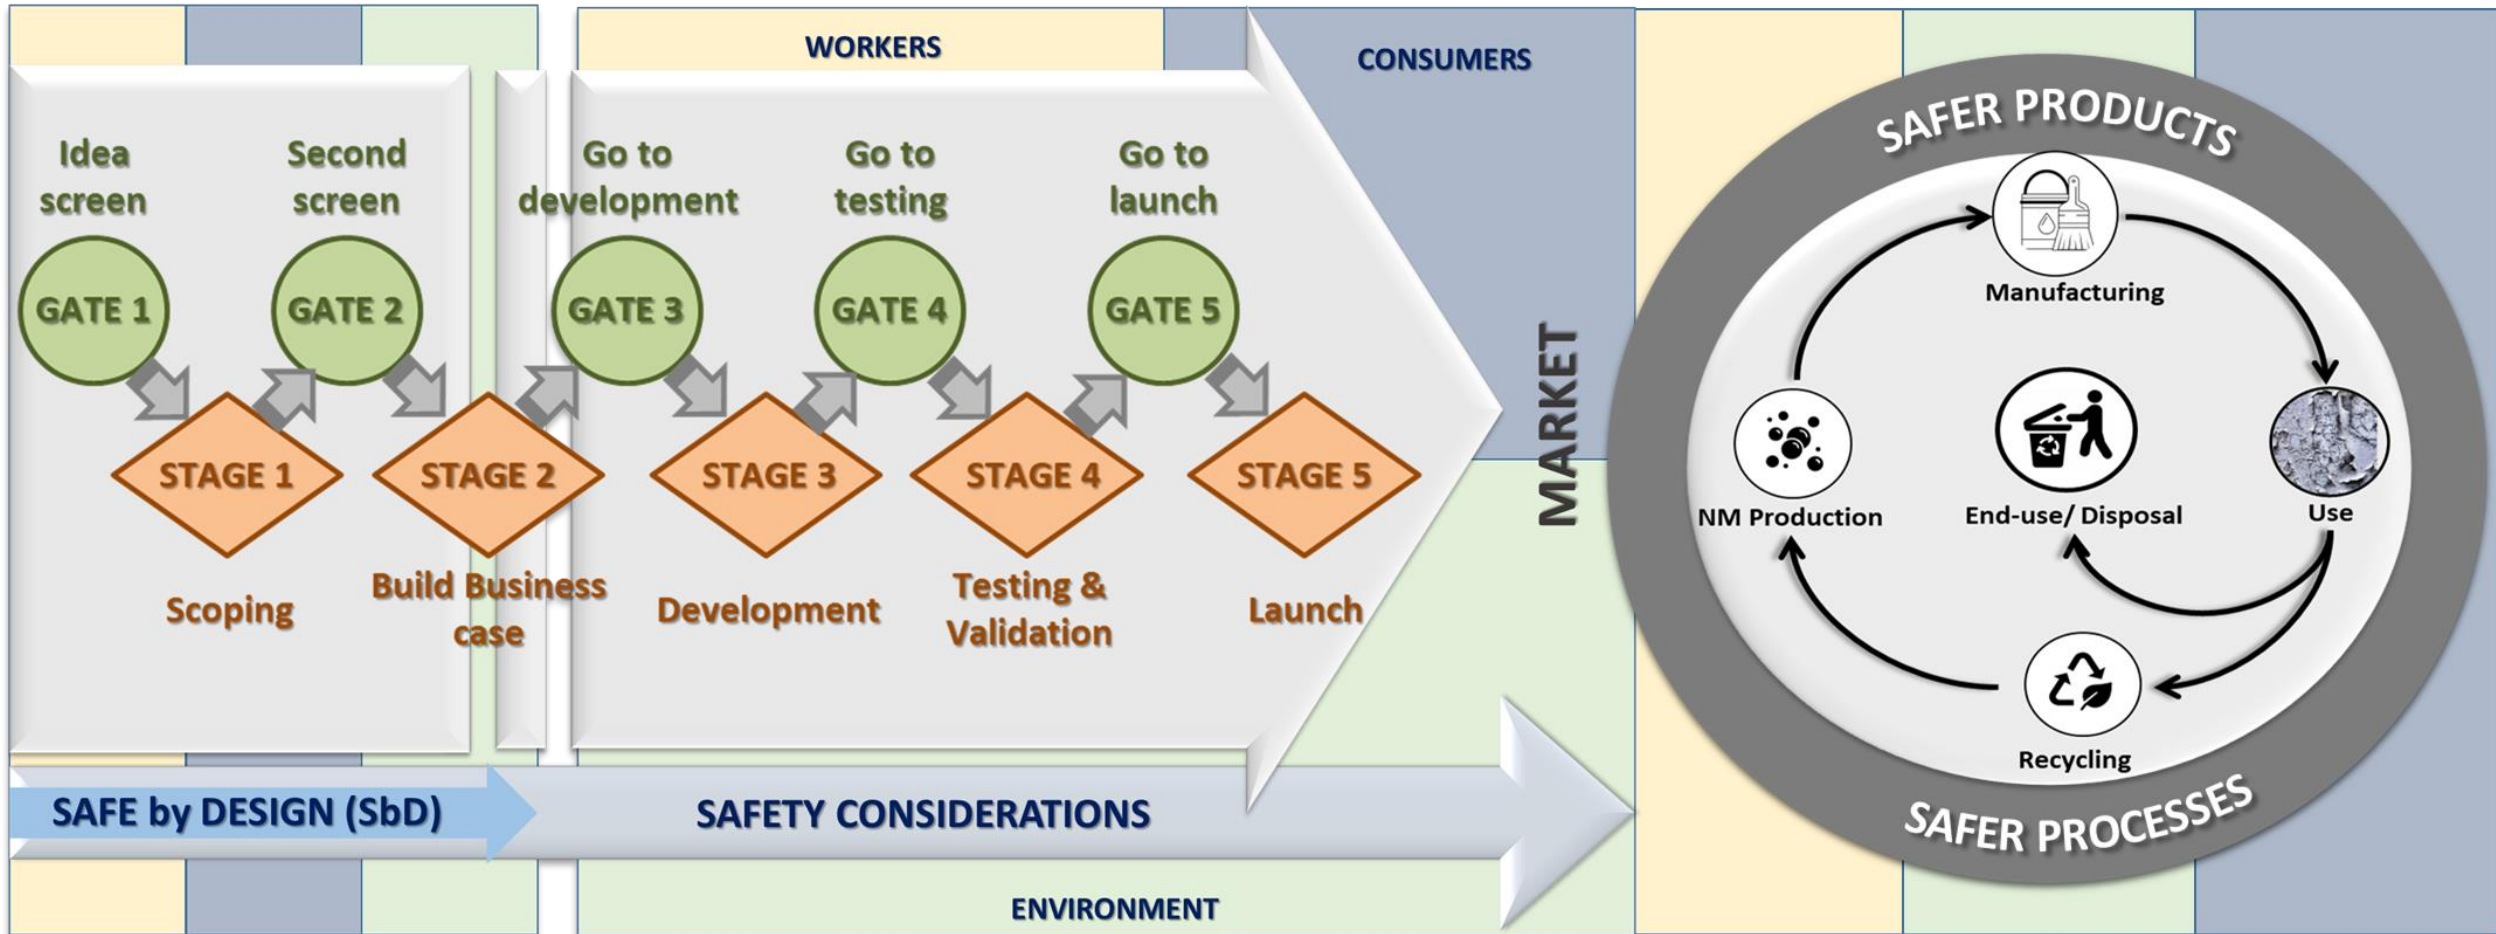 WORKERS
CONSUMERS
Idea
screen
Second
screen
Go to
development
Go to
testing
Go to
launch
GATE 1
GATE 2
GATE 3
GATE 4
GATE 5
STAGE 1
STAGE 2
STAGE 3
STAGE 4
STAGE 5
Scoping
Build Business
case
Development
Testing &
Validation
Launch
SAFE by DESIGN (SbD)
SAFETY CONSIDERATIONS
ENVIRONMENT
MARKET
SAFER PRODUCTS
Manufacturing
NM Production
End-use/ Disposal
Use
Recycling
SAFER PROCESSES